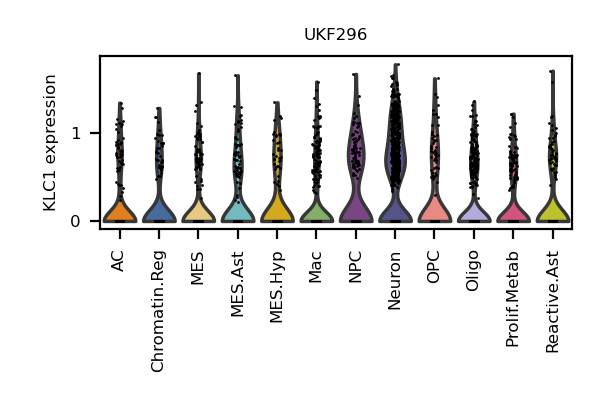 UKF296
KLC1 expression
1
0
AC
Chromatin.Reg
MES
MES.Ast
MES.Hyp
Mac
NPC
Neuron
OPC
Oligo
Prolif.Metab
Reactive.Ast